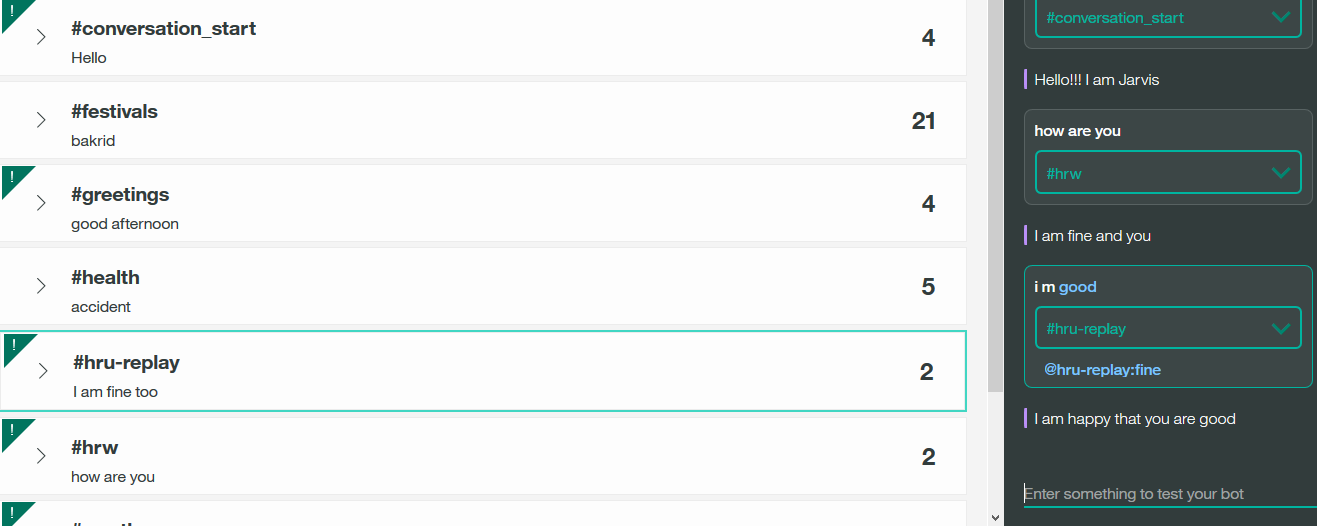 !
#conversation_start
4
Hello
#festivals
21
bakrid
!
#greetings
4
good afternoon
#health
5
accident
!
#hru-replay
2
I am fine too
!
#hrw
2
how are you
!
#conversation_start
Hello!!! I am Jarvis
how are you
#hrw
I am fine and you
i m good
#hru-replay
@hru-replay:fine
I am happy that you are good
Enter something to test your bot